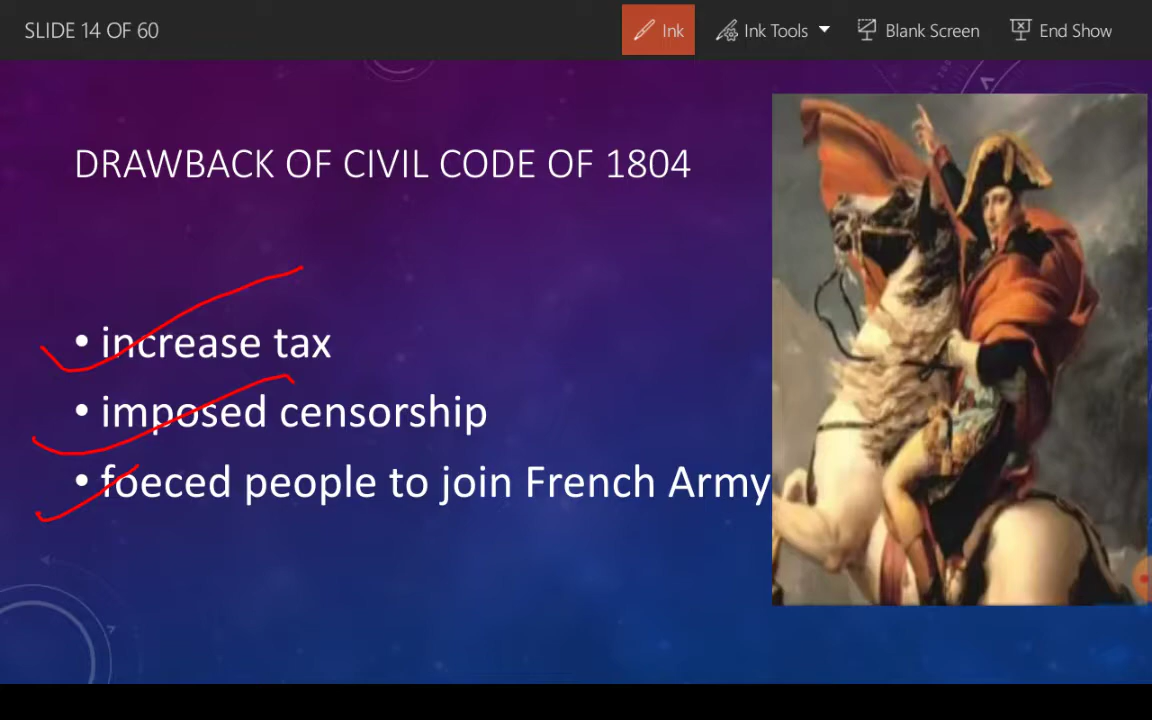 SLIDE 14 OF 60
Ink
Ink Tools
Blank Screen
End Show
DRAWBACK OF CIVIL CODE OF 1804
• increase tax
• imposed censorship
• foeced people to join French Army